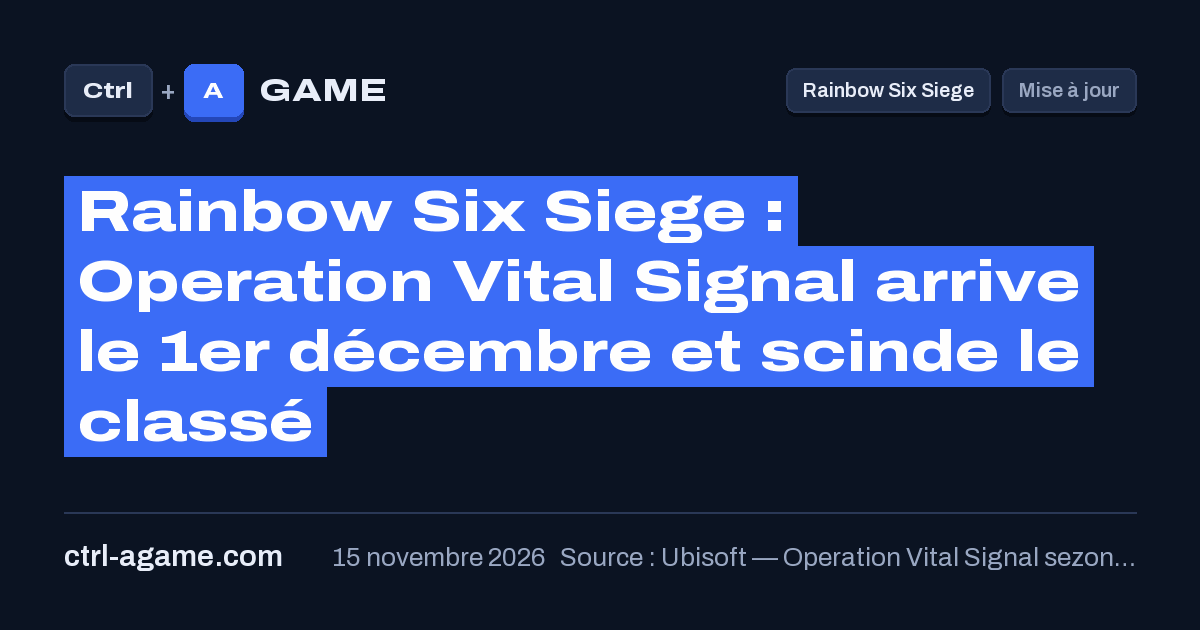 Ctrl + A GAME
Rainbow Six Siege
Mise à jour
Rainbow Six Siege :
Operation Vital Signal arrive
le 1er décembre et scinde le
classé
ctrl-agame.com
15 novembre 2026 Source : Ubisoft — Operation Vital Signal sezon…